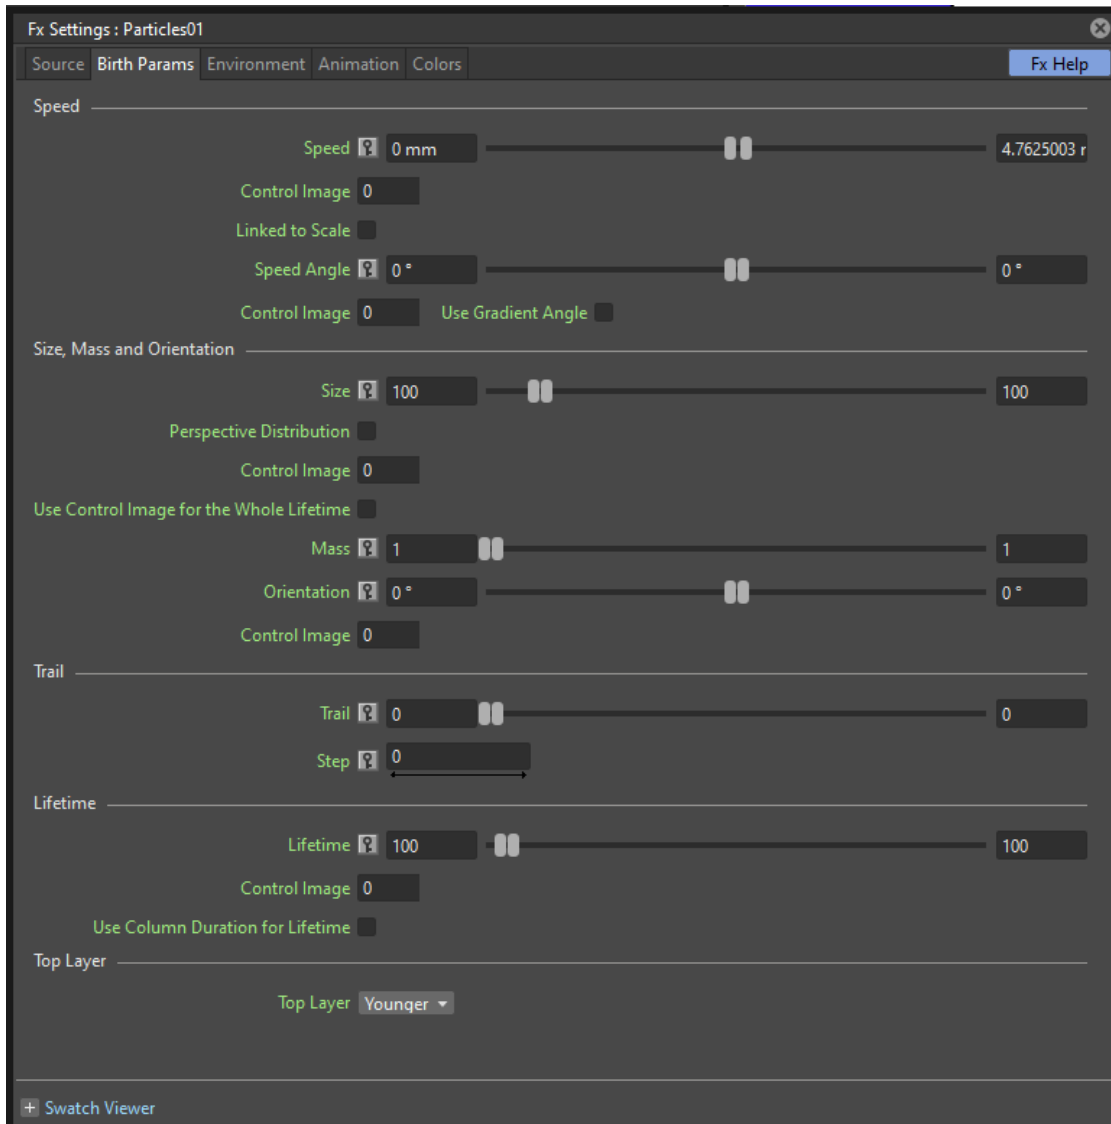 Fx Settings : Particles01
Source Birth Params Environment Animation Colors Fx Help
Speed
Speed 0 mm 4.7625003 r
Control Image 0
Linked to Scale
Speed Angle 0 ° 0 °
Control Image 0 Use Gradient Angle
Size, Mass and Orientation
Size 100 100
Perspective Distribution
Control Image 0
Use Control Image for the Whole Lifetime
Mass 1 1
Orientation 0 ° 0 °
Control Image 0
Trail
Trail 0 0
Step 0
Lifetime
Lifetime 100 100
Control Image 0
Use Column Duration for Lifetime
Top Layer
Top Layer Younger
Swatch Viewer